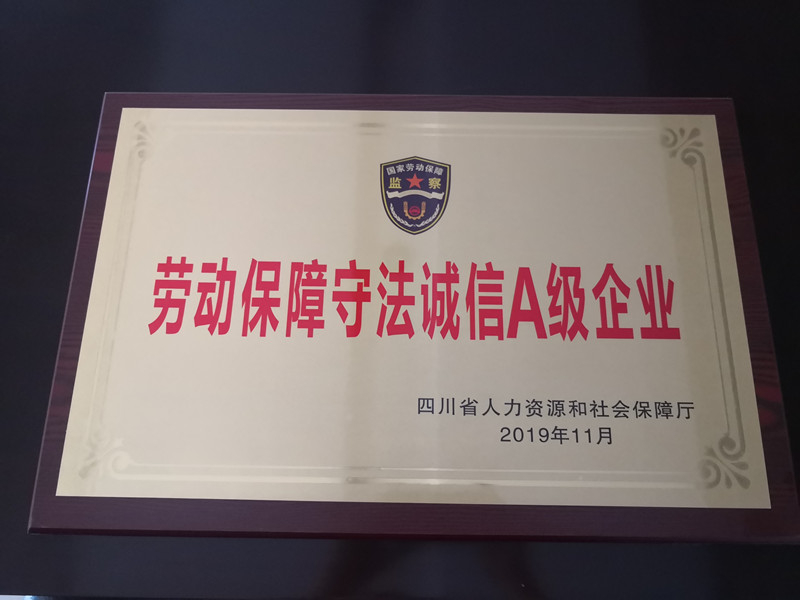 国家劳动保障
监察
劳动保障守法诚信A级企业
四川省人力资源和社会保障厅
2019年11月